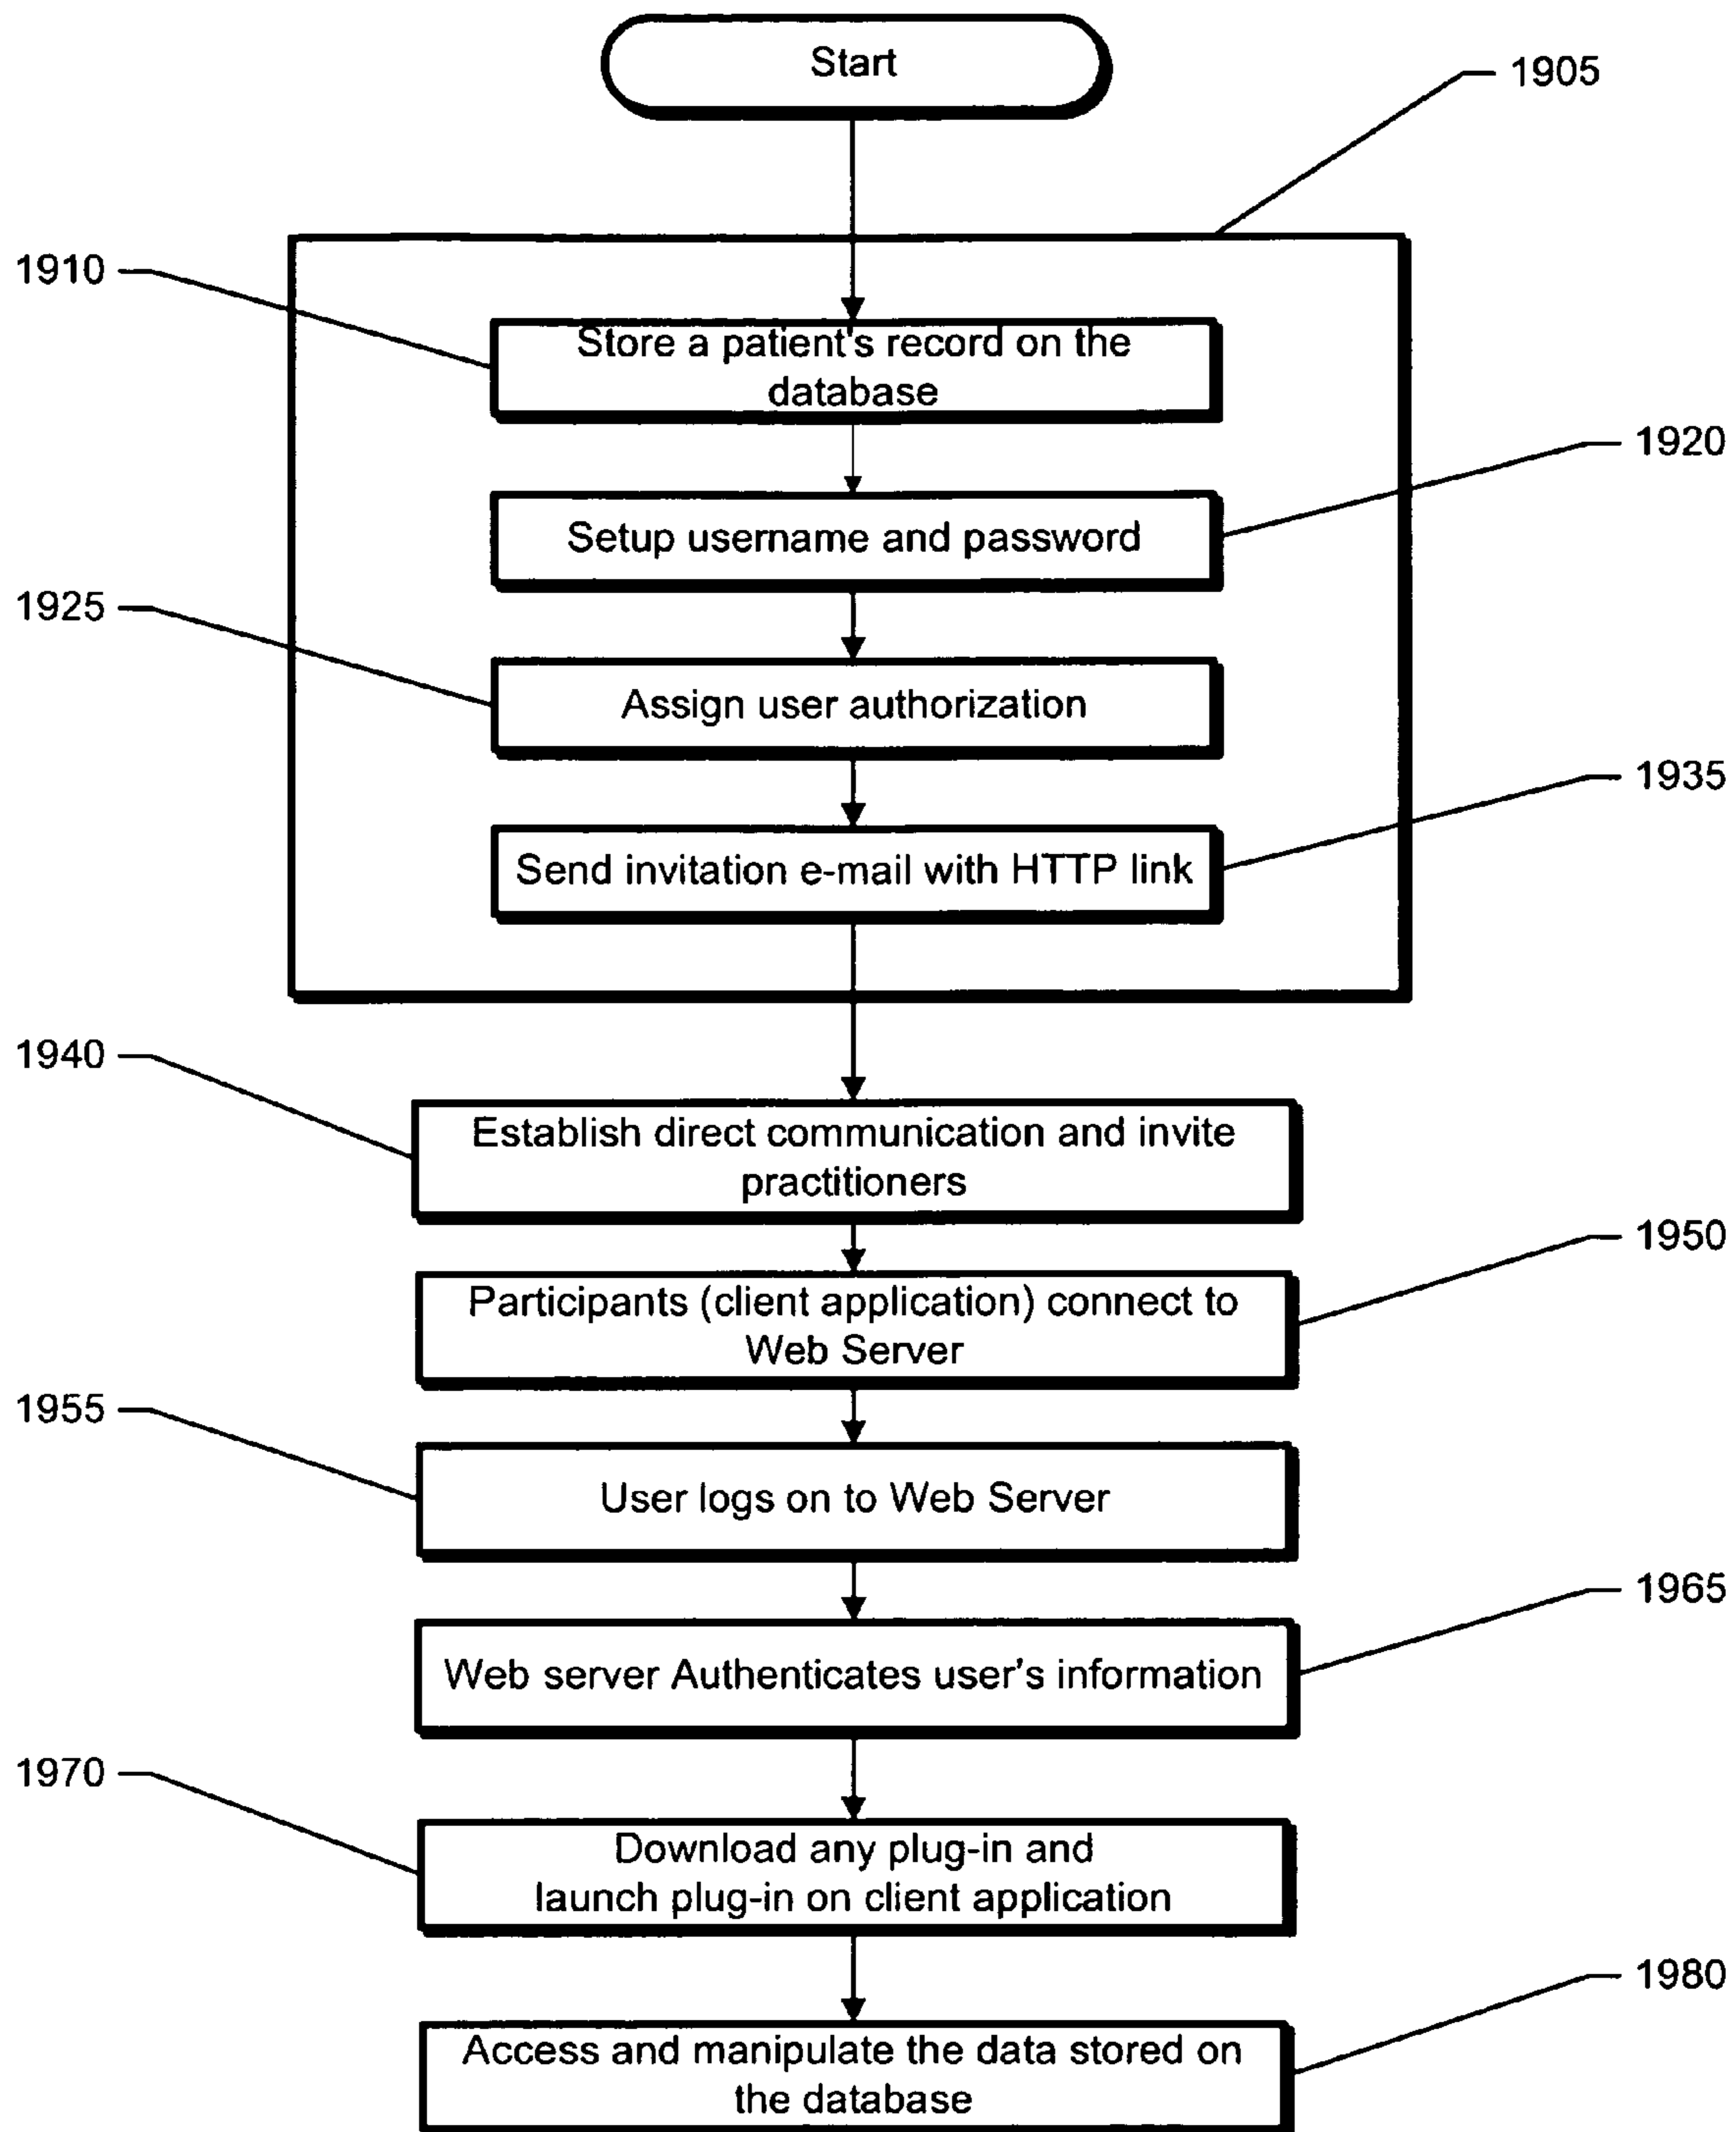 Start
1905
1910
Store a patient's record on the
database
1920
Setup username and password
1925
Assign user authorization
1935
Send invitation e-mail with HTTP link
1940
Establish direct communication and invite
practitioners
1950
Participants (client application) connect to
Web Server
1955
User logs on to Web Server
1965
Web server Authenticates user's information
1970
Download any plug-in and
launch plug-in on client application
1980
Access and manipulate the data stored on
the database